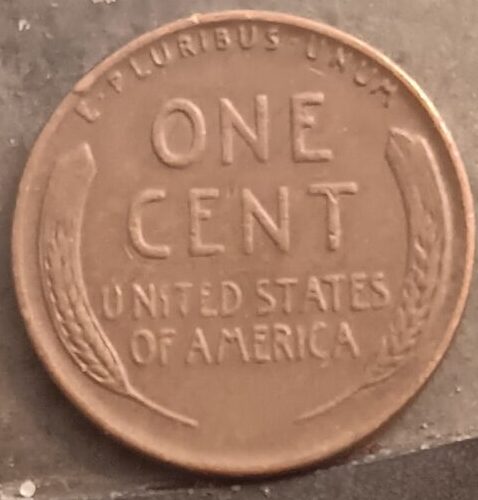 E·PLURIBUS·UNUM
ONE
CENT
UNITED STATES
OF AMERICA